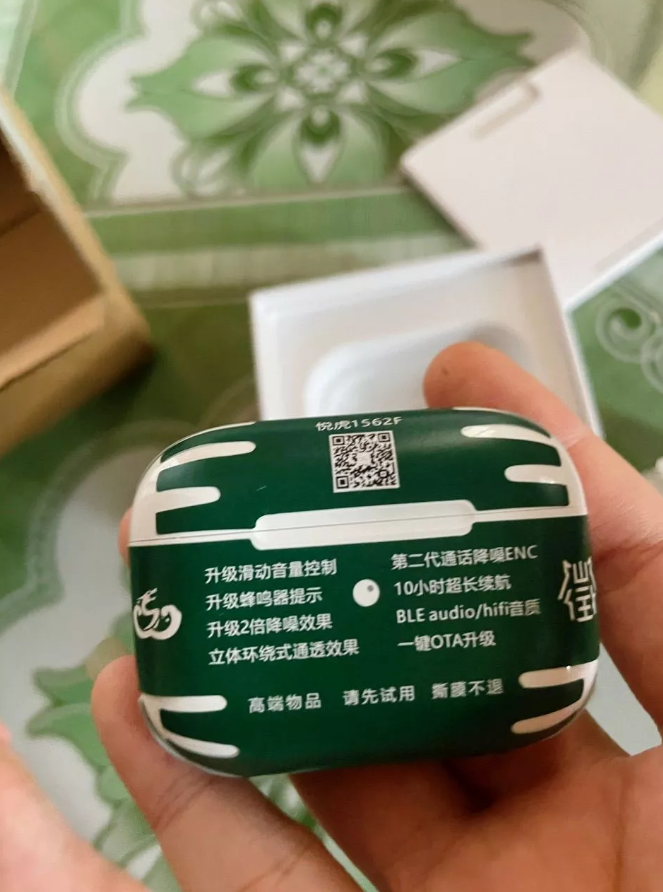 悦虎1562F
升级滑动音量控制
升级蜂鸣器提示
升级2倍降噪效果
立体环绕式通透效果
第二代通话降噪ENC
10小时超长续航
BLE audio/hifi音质
一键OTA升级
高端物品 请先试用 撕膜不退